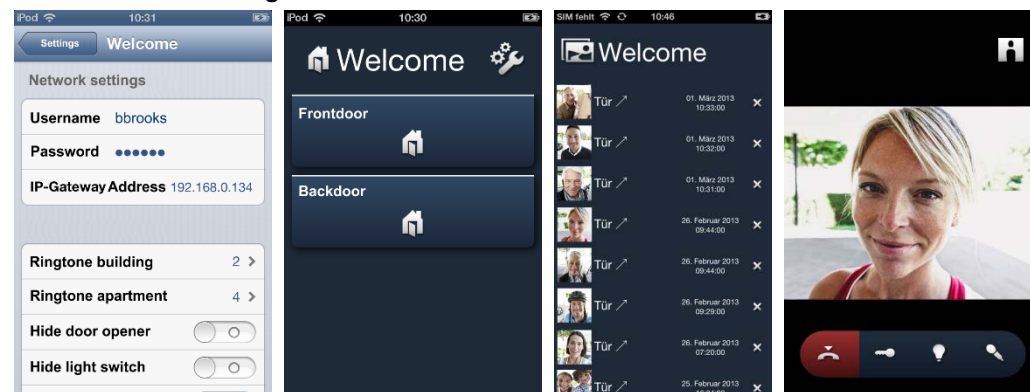 iPod 10:31
Settings Welcome
Network settings
Username bbrooks
Password ••••••
IP-Gateway Address 192.168.0.134
Ringtone building 2
Ringtone apartment 4
Hide door opener
Hide light switch
iPod 10:30
Welcome
Frontdoor
Backdoor
SIM fehlt 10:46
Welcome
Tür 01. März 2013
10:33:00
Tür 01. März 2013
10:32:00
Tür 01. März 2013
10:31:00
Tür 26. Februar 2013
09:44:00
Tür 26. Februar 2013
09:44:00
Tür 26. Februar 2013
09:29:00
Tür 26. Februar 2013
07:20:00
Tür 25. Februar 2013